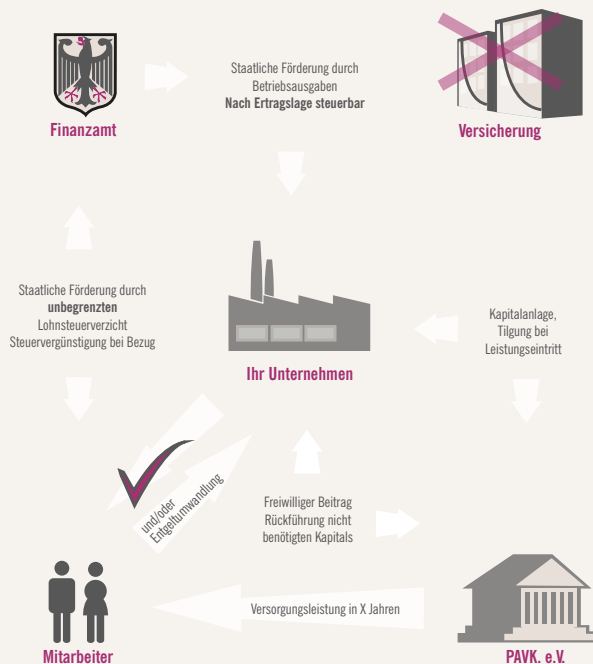 Finanzamt
Staatliche Förderung durch
Betriebsausgaben
Nach Ertragslage steuerbar
Versicherung
Staatliche Förderung durch
unbegrenzten
Lohnsteuerverzicht
Steuervergünstigung bei Bezug
Ihr Unternehmen
Kapitalanlage,
Tilgung bei
Leistungseintritt
und/oder
Entgeltumwandlung
Freiwilliger Beitrag
Rückführung nicht
benötigten Kapitals
Mitarbeiter
Versorgungsleistung in X Jahren
PAVK. e.V.